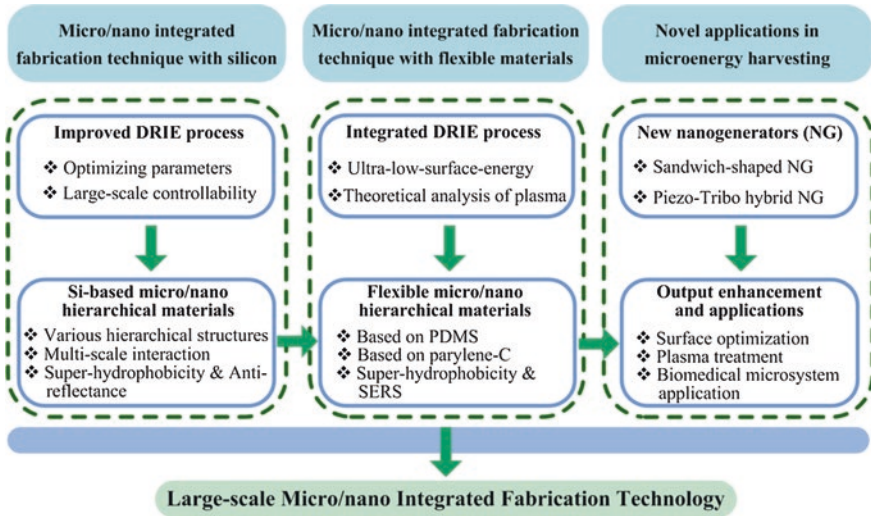 Micro/nano integrated
fabrication technique with silicon
Micro/nano integrated fabrication
technique with flexible materials
Novel applications in
microenergy harvesting
Improved DRIE process
❖ Optimizing parameters
❖ Large-scale controllability
Si-based micro/nano
hierarchical materials
❖ Various hierarchical structures
❖ Multi-scale interaction
❖ Super-hydrophobicity & Anti-
reflectance
Integrated DRIE process
❖ Ultra-low-surface-energy
❖ Theoretical analysis of plasma
Flexible micro/nano
hierarchical materials
❖ Based on PDMS
❖ Based on parylene-C
❖ Super-hydrophobicity &
SERS
New nanogenerators (NG)
❖ Sandwich-shaped NG
❖ Piezo-Tribo hybrid NG
Output enhancement
and applications
❖ Surface optimization
❖ Plasma treatment
❖ Biomedical microsystem
application
Large-scale Micro/nano Integrated Fabrication Technology